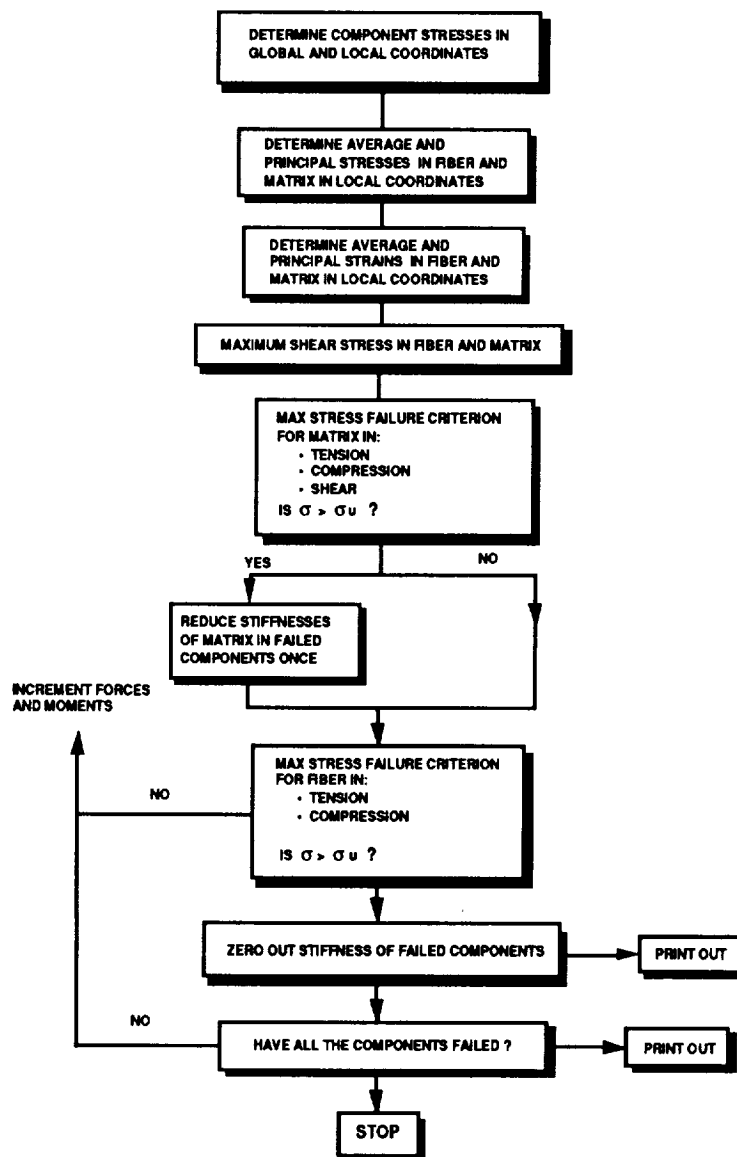 DETERMINE COMPONENT STRESSES IN
GLOBAL AND LOCAL COORDINATES
DETERMINE AVERAGE AND
PRINCIPAL STRESSES IN FIBER AND
MATRIX IN LOCAL COORDINATES
DETERMINE AVERAGE AND
PRINCIPAL STRAINS IN FIBER AND
MATRIX IN LOCAL COORDINATES
MAXIMUM SHEAR STRESS IN FIBER AND MATRIX
MAX STRESS FAILURE CRITERION
FOR MATRIX IN:
• TENSION
• COMPRESSION
• SHEAR
IS σ > σ u ?
YES
NO
REDUCE STIFFNESSES
OF MATRIX IN FAILED
COMPONENTS ONCE
INCREMENT FORCES
AND MOMENTS
MAX STRESS FAILURE CRITERION
FOR FIBER IN:
• TENSION
• COMPRESSION
IS σ > σ u ?
NO
ZERO OUT STIFFNESS OF FAILED COMPONENTS
PRINT OUT
NO
HAVE ALL THE COMPONENTS FAILED ?
PRINT OUT
STOP